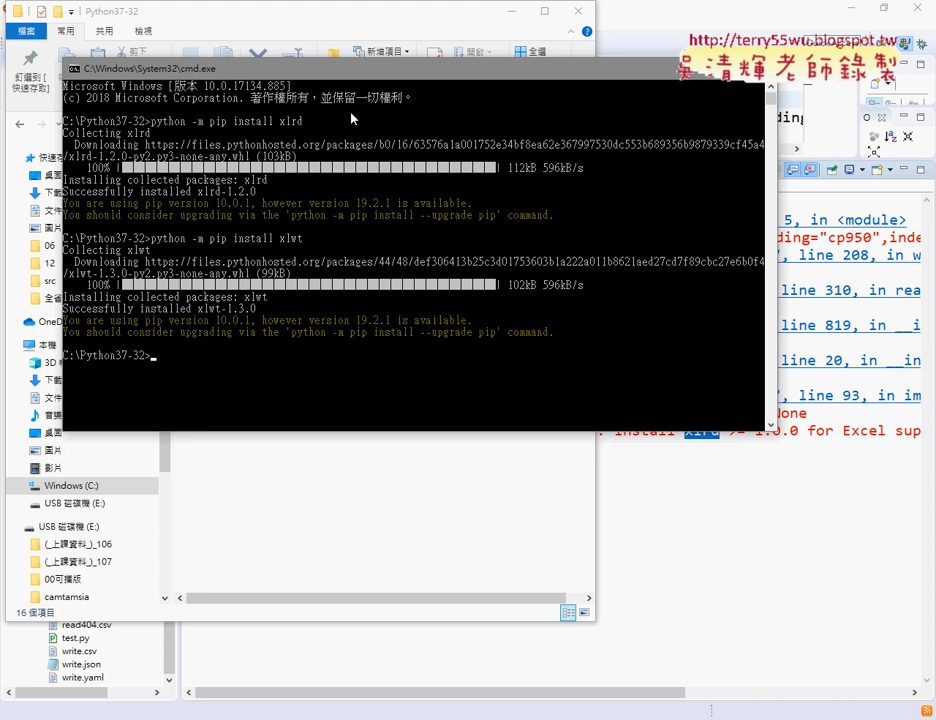 Python37-32
http://terry55wu.blogspot.tw
吳清輝老師錄製
檔案
常用
共用
檢視
釘選到 [
快速存取]
剪下
新增項目
開啟
全選
C:\Windows\System32\cmd.exe
Microsoft Windows [版本 10.0.17134.885]
(c) 2018 Microsoft Corporation. 著作權所有，並保留一切權利。
C:\Python37-32>python -m pip install xlrd
Collecting xlrd
Downloading https://files.pythonhosted.org/packages/b0/16/63576a1a001752e34bf8ea62e367997530dc553b689356b9879339cf45a4
/xlrd-1.2.0-py2.py3-none-any.whl (103kB)
100% 112kB 596kB/s
Installing collected packages: xlrd
Successfully installed xlrd-1.2.0
You are using pip version 10.0.1, however version 19.2.1 is available.
You should consider upgrading via the 'python -m pip install --upgrade pip' command.
C:\Python37-32>python -m pip install xlwt
Collecting xlwt
Downloading https://files.pythonhosted.org/packages/44/48/def306413b25c3d01753603b1a222a011b8621aed27cd7f89cbc27e6b0f4
/xlwt-1.3.0-py2.py3-none-any.whl (99kB)
100% 102kB 596kB/s
Installing collected packages: xlwt
Successfully installed xlwt-1.3.0
You are using pip version 10.0.1, however version 19.2.1 is available.
You should consider upgrading via the 'python -m pip install --upgrade pip' command.
C:\Python37-32>
快速存
桌面
下載
文件
圖片
06
12
src
OneD
本機
3D
下載
文件
音樂
桌面
圖片
影片
Windows (C:)
USB 磁碟機 (E:)
USB 磁碟機 (E:)
(_上課資料_)_106
(_上課資料_)_107
00可攜版
camtamsia
16 個項目
read404.csv
test.py
write.csv
write.json
write.yaml
ding
5, in <module>
ding="cp950",inde
, line 208, in w
line 310, in rea
line 819, in __i
line 20, in __in
, line 93, in im
None
. Install xlrd >= 1.0.0 for Excel sup